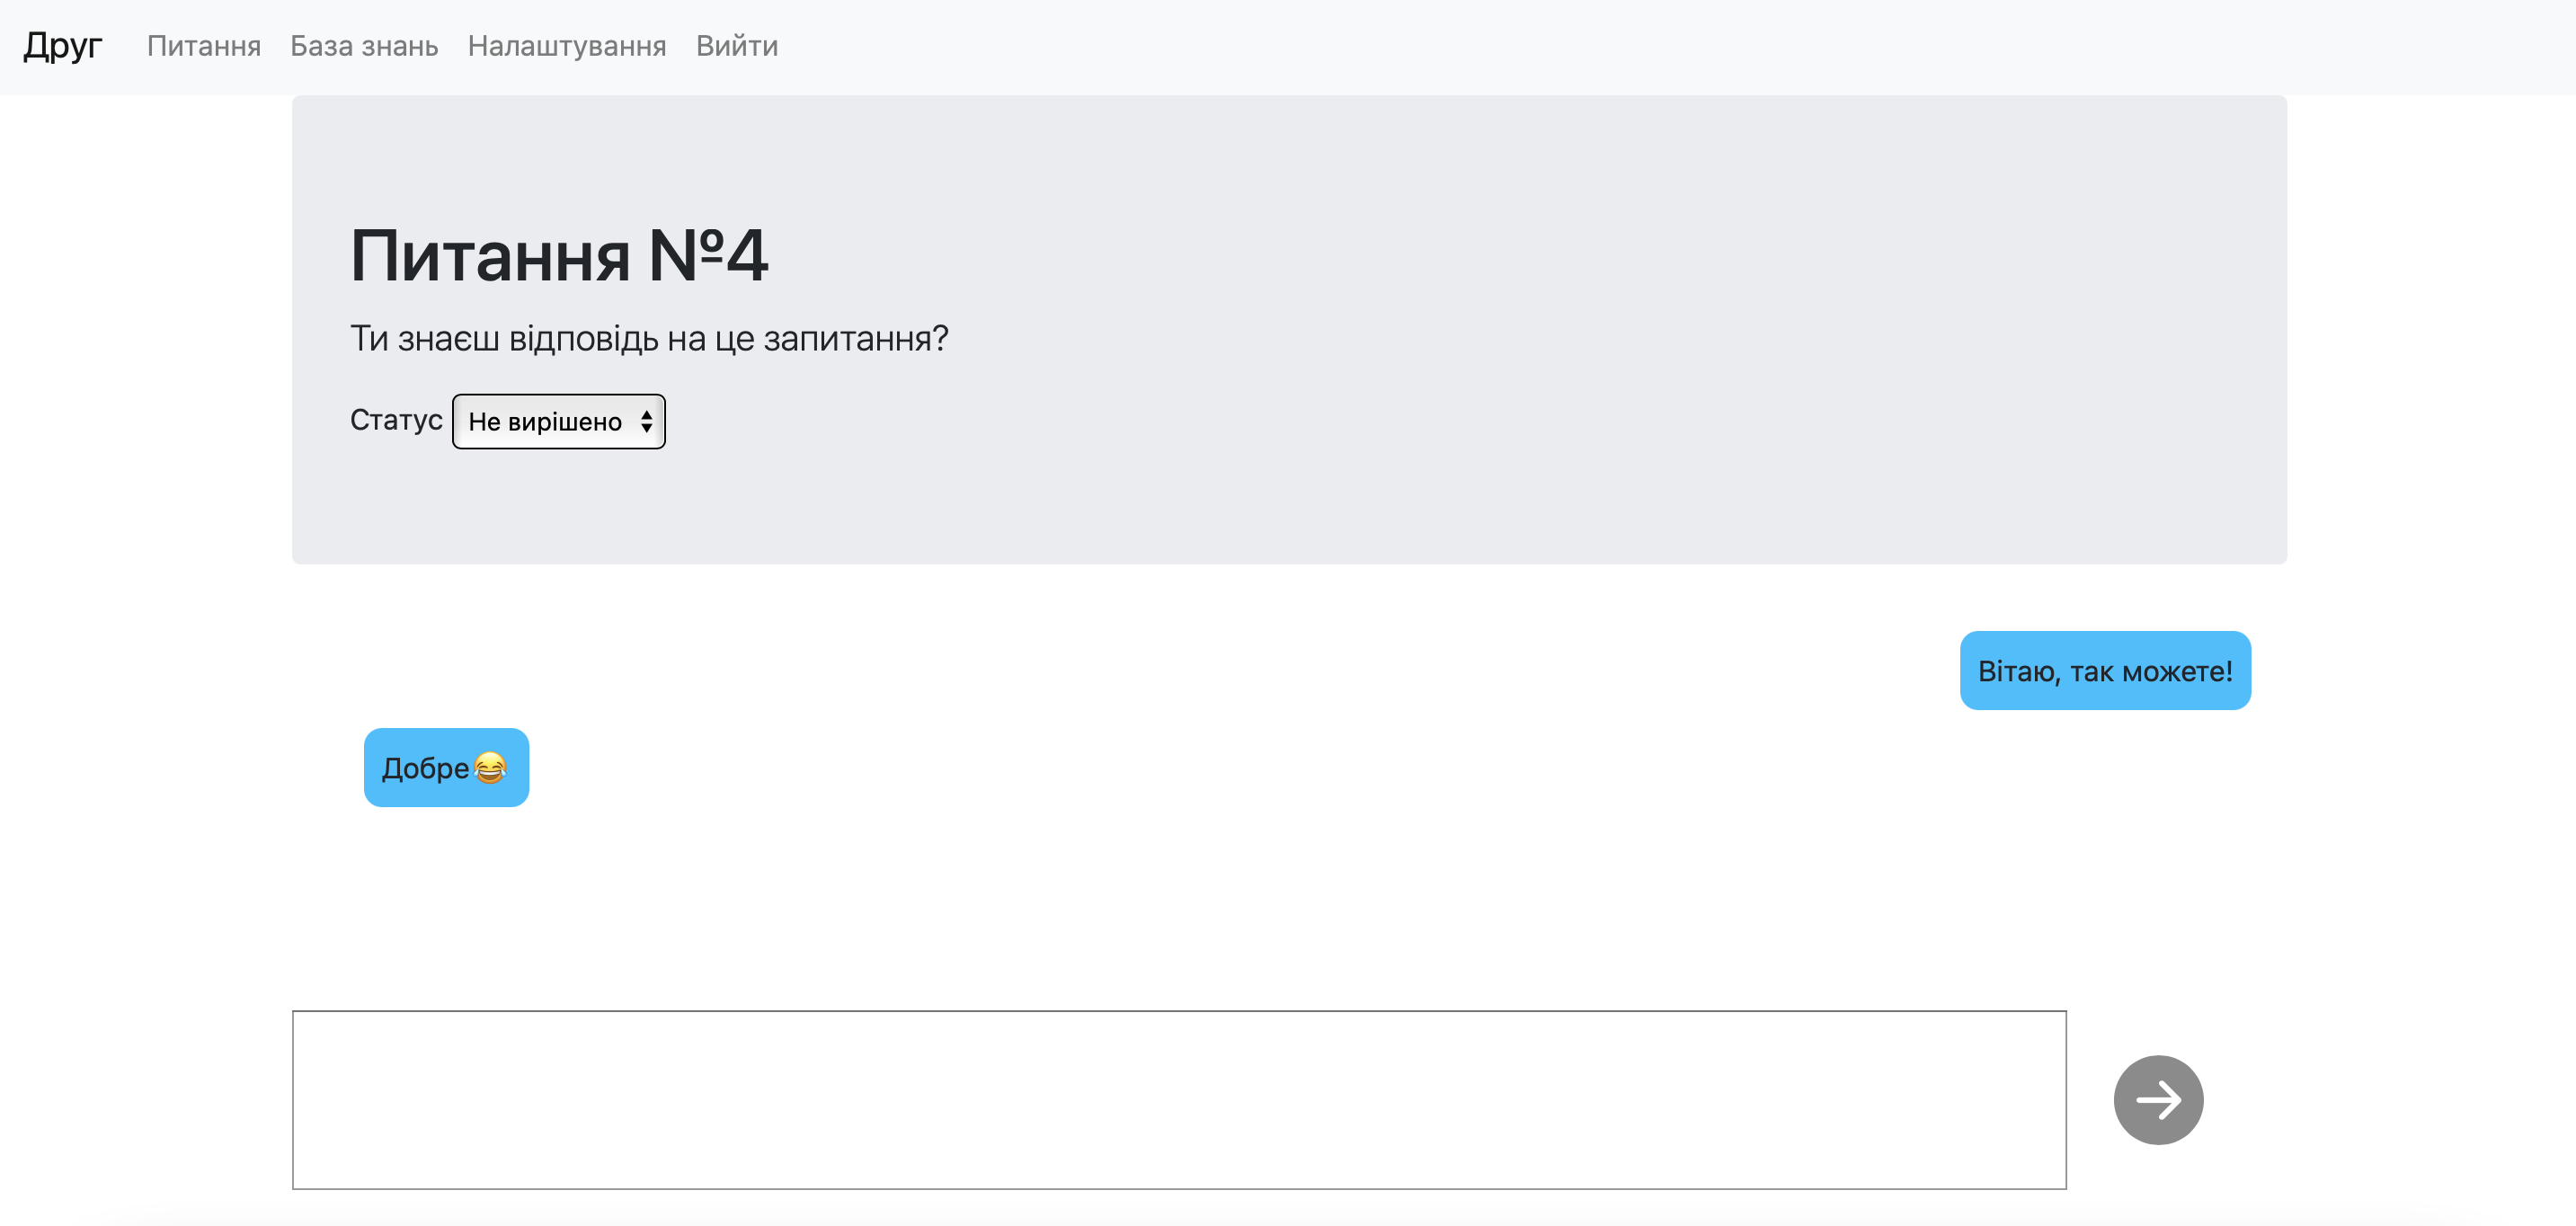 Друг Питання База знань Налаштування Вийти
Питання №4
Ти знаєш відповідь на це запитання?
Статус Не вирішено
Вітаю, так можете!
Добре😂